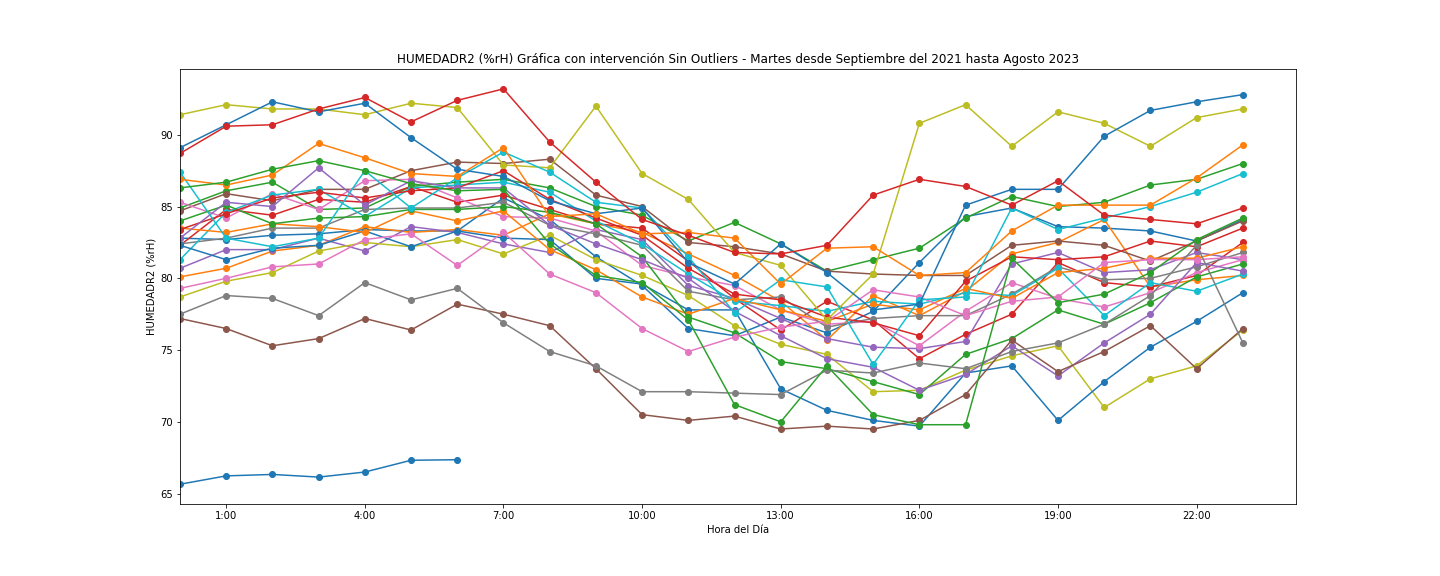 HUMEDADR2 (%rH) Gráfica con intervención Sin Outliers - Martes desde Septiembre del 2021 hasta Agosto 2023
90
85
80
75
70
65
HUMEDADR2 (%rH)
1:00 4:00 7:00 10:00 13:00 16:00 19:00 22:00
Hora del Día